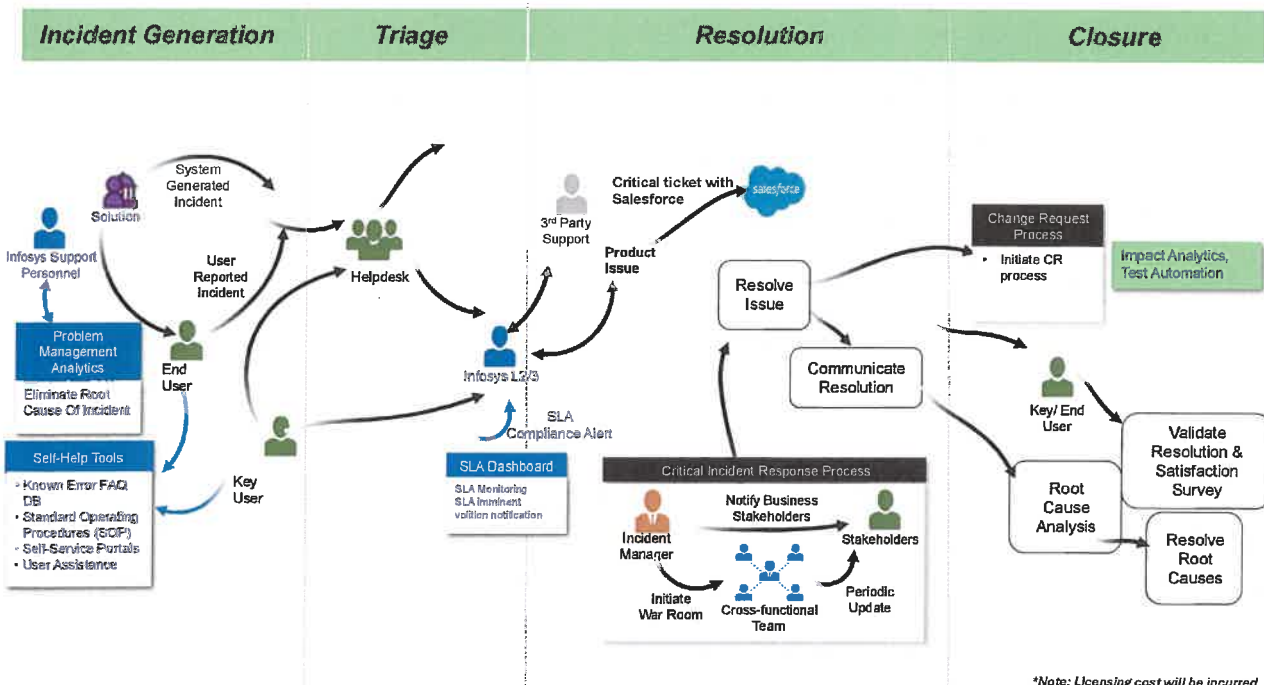 Incident Generation
Triage
Resolution
Closure
System
Generated
Incident
Solution
Infosys Support
Personnel
User
Reported
Incident
Helpdesk
Problem
Management
Analytics
Eliminate Root
Cause Of Incident
End
User
Self-Help Tools
• Known Error FAQ
DB
• Standard Operating
Procedures (SOP)
• Self-Service Portals
• User Assistance
Key
User
3rd Party
Support
Critical ticket with
Salesforce
salesforce
Product
Issue
Infosys L2/3
SLA
Compliance Alert
SLA Dashboard
SLA Monitoring
SLA Imminent
volition notification
Resolve
Issue
Communicate
Resolution
Critical Incident Response Process
Notify Business
Stakeholders
Incident
Manager
Stakeholders
Initiate
War Room
Cross-functional
Team
Periodic
Update
Change Request
Process
• Initiate CR
process
Impact Analytics,
Test Automation
Key/ End
User
Validate
Resolution &
Satisfaction
Survey
Root
Cause
Analysis
Resolve
Root
Causes
*Note: Licensing cost will be incurred